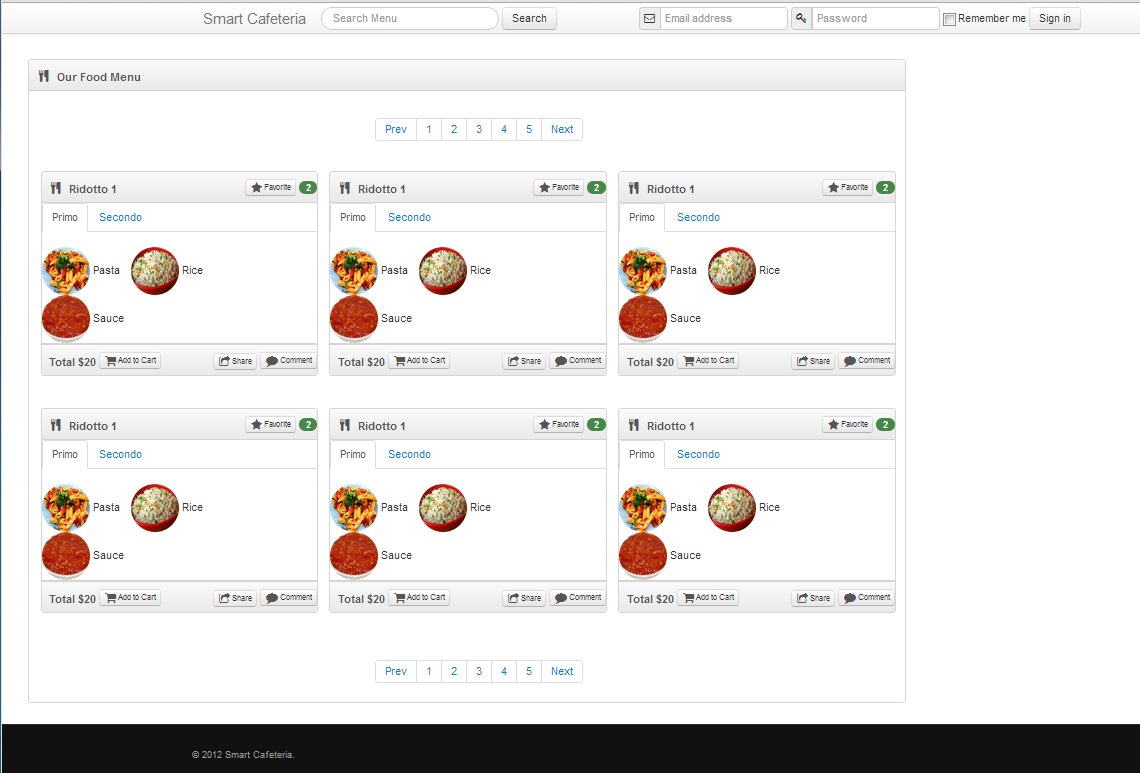 Smart Cafeteria Search Menu Search Email address Password Remember me Sign in
Our Food Menu
Prev 1 2 3 4 5 Next
Ridotto 1 Favorite 2 Ridotto 1 Favorite 2 Ridotto 1 Favorite 2
Primo Secondo Primo Secondo Primo Secondo
Pasta Rice Pasta Rice Pasta Rice
Sauce Sauce Sauce
Total $20 Add to Cart Share Comment Total $20 Add to Cart Share Comment Total $20 Add to Cart Share Comment
Ridotto 1 Favorite 2 Ridotto 1 Favorite 2 Ridotto 1 Favorite 2
Primo Secondo Primo Secondo Primo Secondo
Pasta Rice Pasta Rice Pasta Rice
Sauce Sauce Sauce
Total $20 Add to Cart Share Comment Total $20 Add to Cart Share Comment Total $20 Add to Cart Share Comment
Prev 1 2 3 4 5 Next
© 2012 Smart Cafeteria.